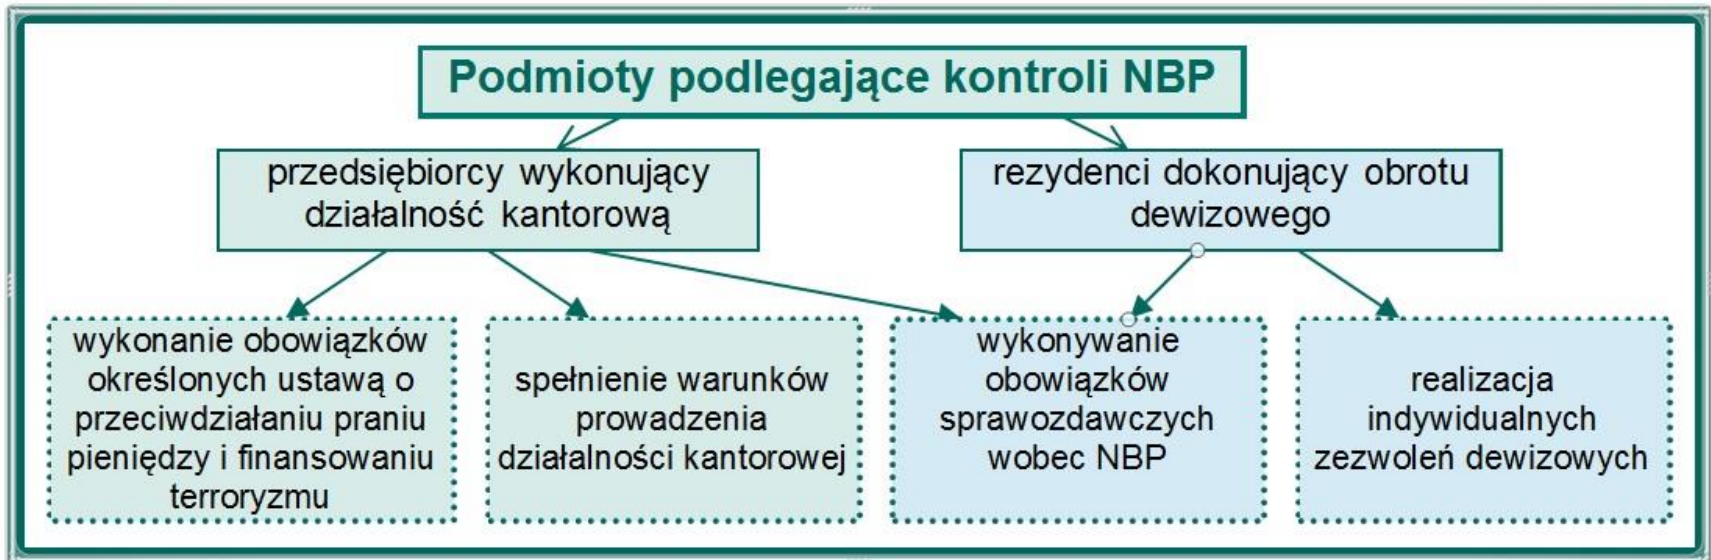 Podmioty podlegające kontroli NBP
przedsiębiorcy wykonujący
działalność kantorową
rezydenci dokonujący obrotu
dewizowego
wykonanie obowiązków
określonych ustawą o
przeciwdziałaniu praniu
pieniędzy i finansowaniu
terroryzmu
spełnienie warunków
prowadzenia
działalności kantorowej
wykonywanie
obowiązków
sprawozdawczych
wobec NBP
realizacja
indywidualnych
zezwoleń dewizowych